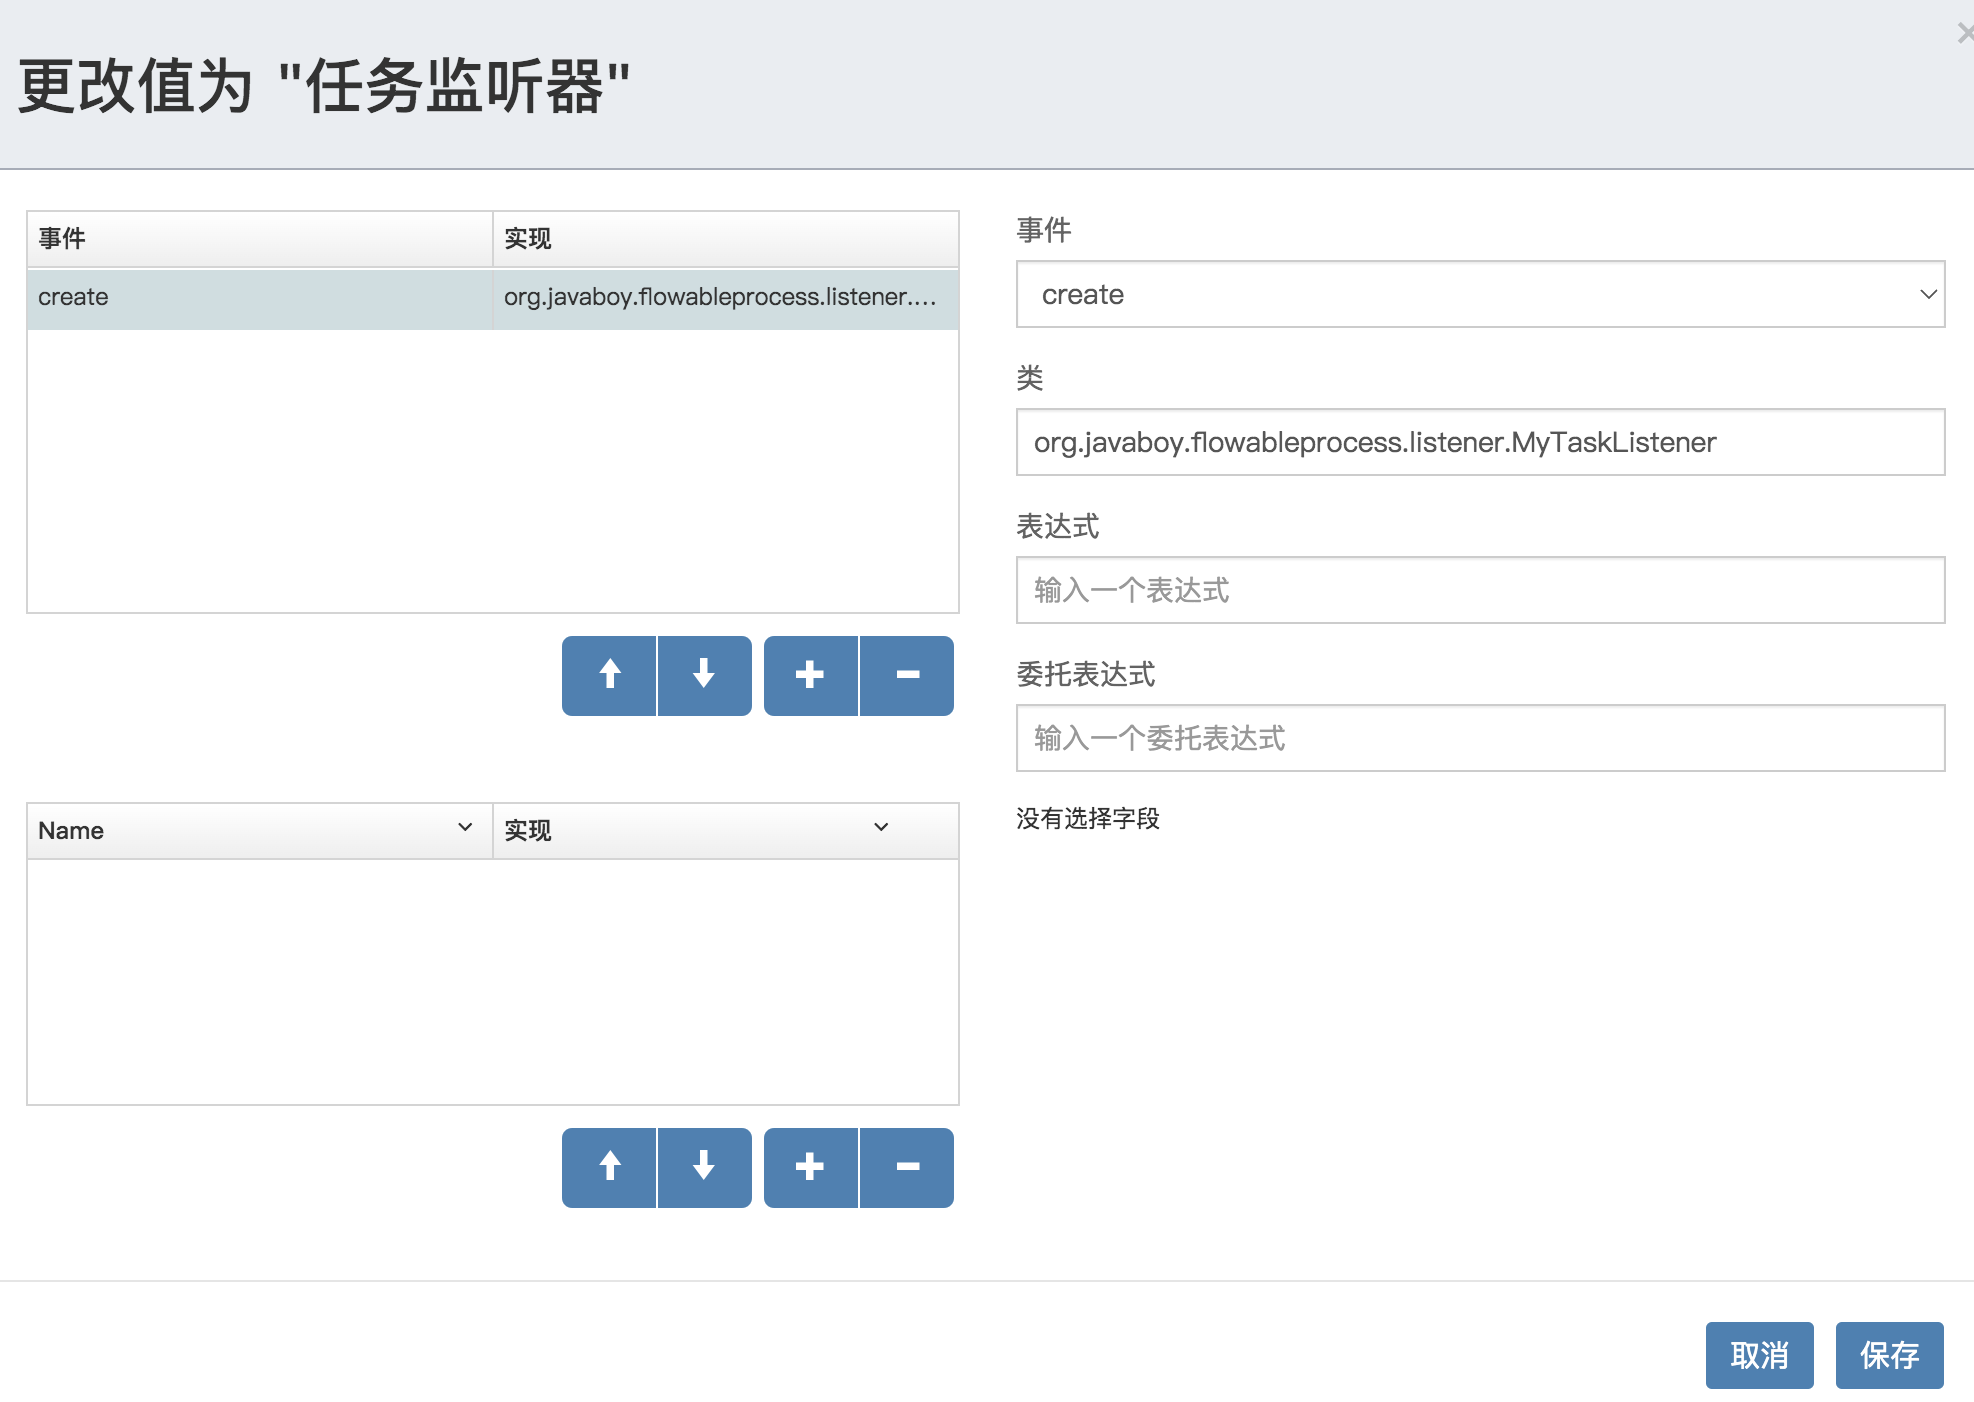 更改值为 "任务监听器"
事件 实现
create org.javaboy.flowableprocess.listener....
Name 实现
事件
create
类
org.javaboy.flowableprocess.listener.MyTaskListener
表达式
输入一个表达式
委托表达式
输入一个委托表达式
没有选择字段
取消 保存